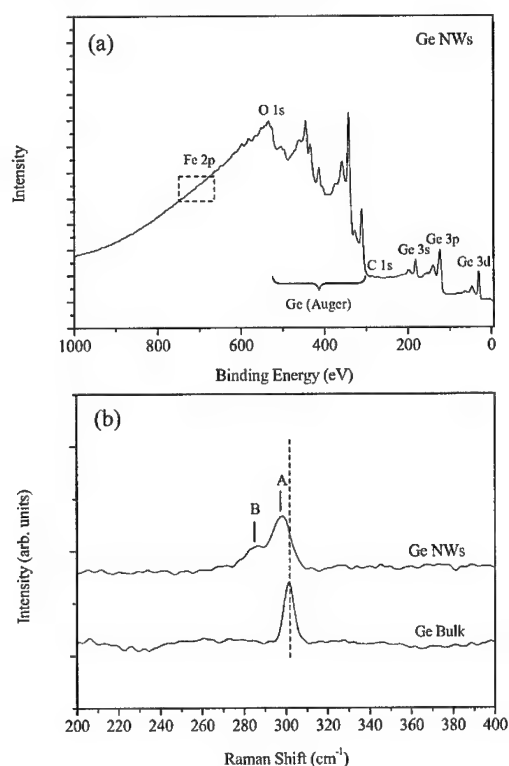 (a)
Ge NWs
O 1s
Fe 2p
C 1s
Ge 3s
Ge 3p
Ge 3d
Ge (Auger)
Intensity
1000 800 600 400 200 0
Binding Energy (eV)
(b)
A
B
Ge NWs
Ge Bulk
Intensity (arb. units)
200 220 240 260 280 300 320 340 360 380 400
Raman Shift (cm⁻¹)